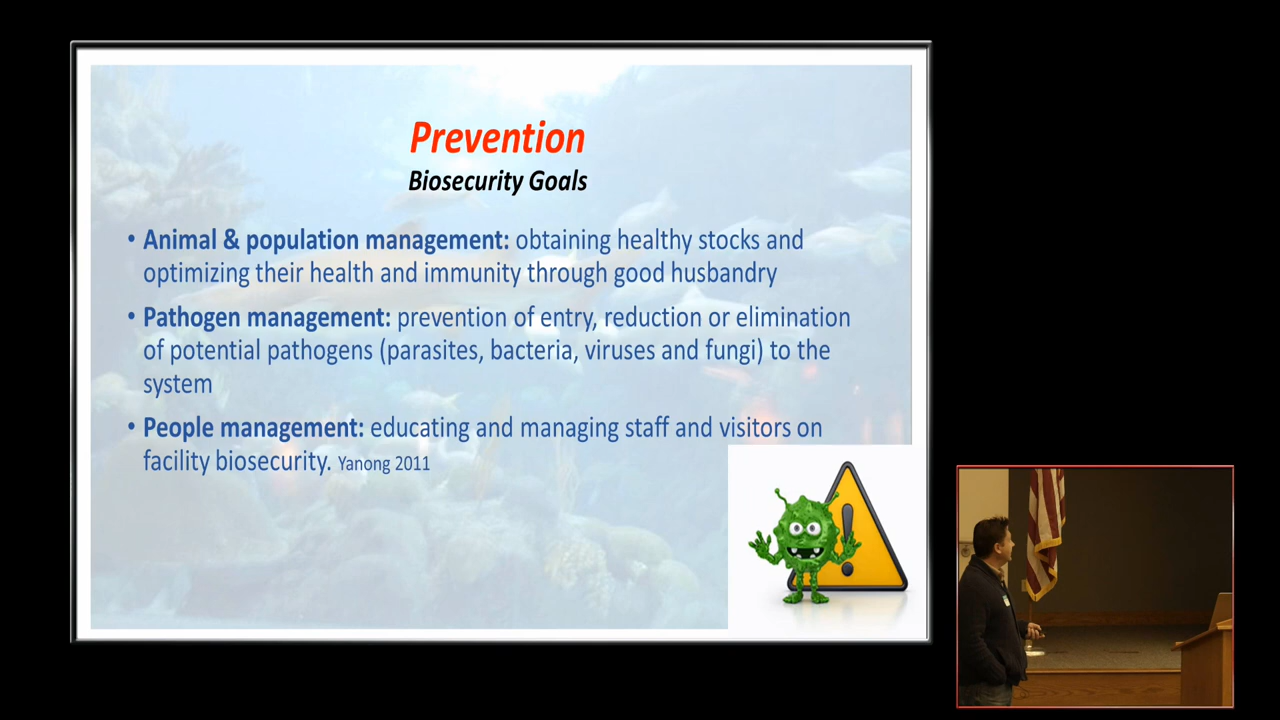 Prevention
Biosecurity Goals
• Animal & population management: obtaining healthy stocks and
optimizing their health and immunity through good husbandry
• Pathogen management: prevention of entry, reduction or elimination
of potential pathogens (parasites, bacteria, viruses and fungi) to the
system
• People management: educating and managing staff and visitors on
facility biosecurity. Yanong 2011